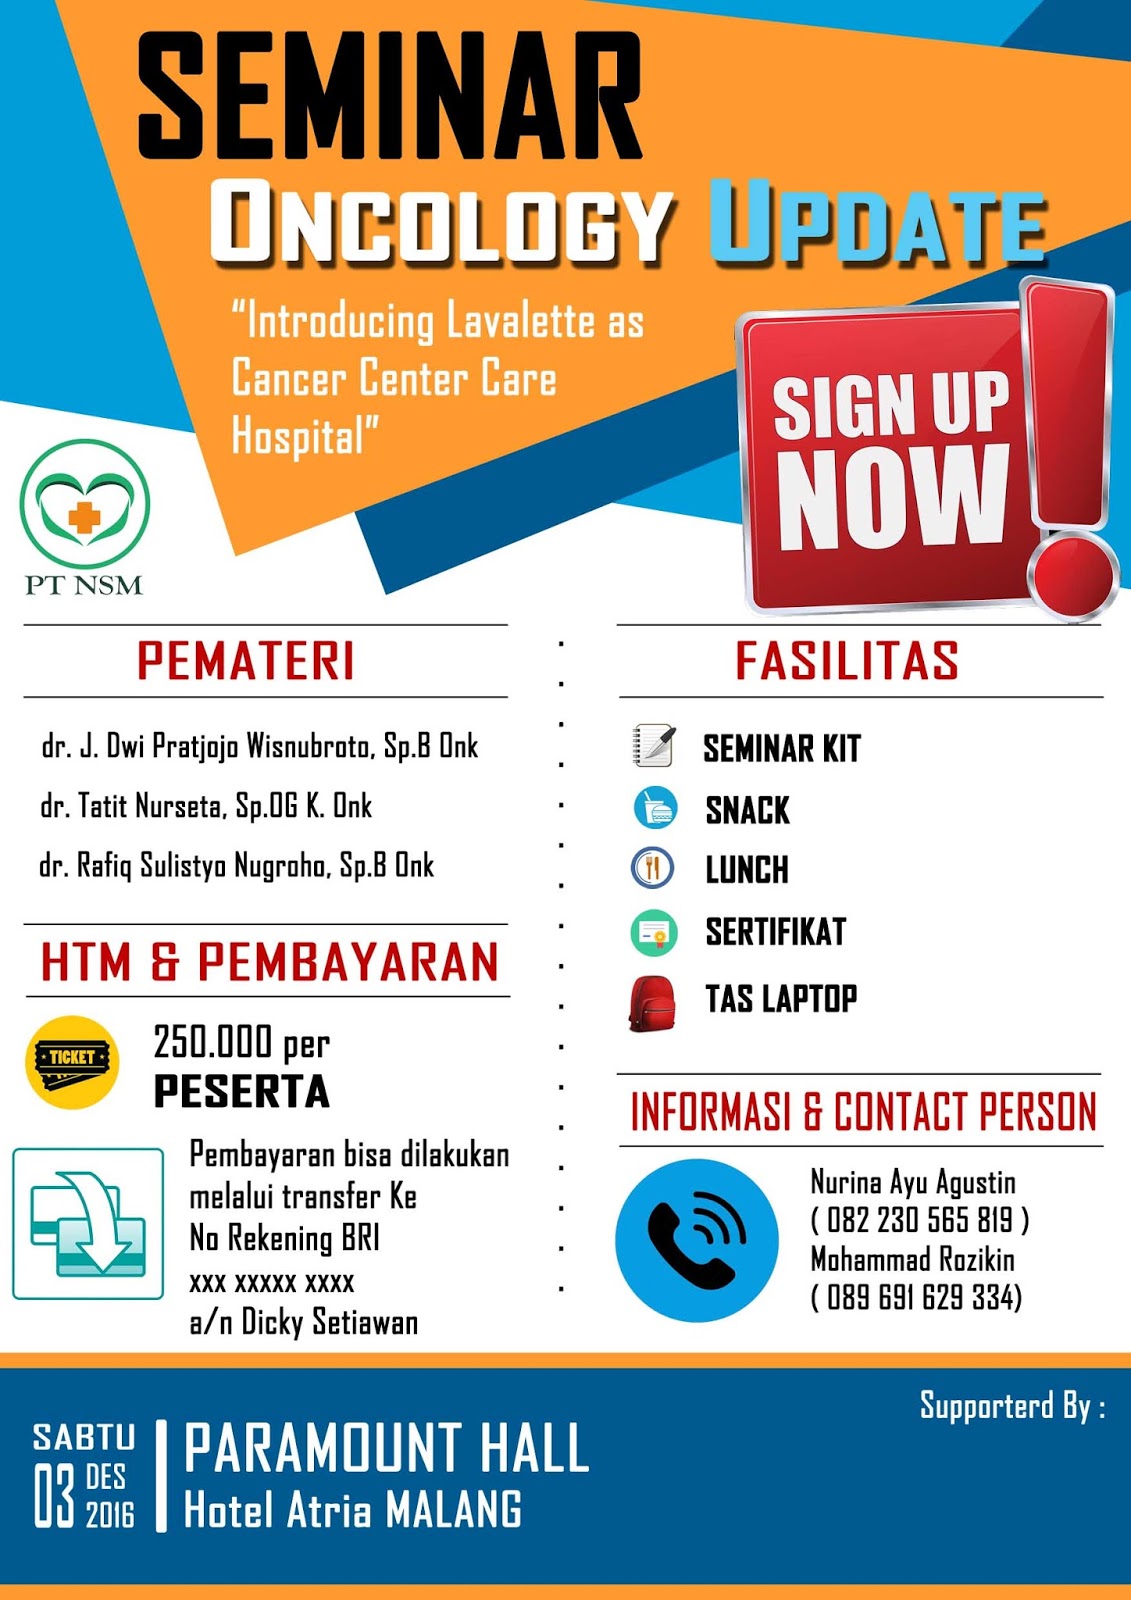 SEMINAR
ONCOLOGY UPDATE
“Introducing Lavalette as
Cancer Center Care
Hospital”
SIGN UP
NOW
PT NSM
PEMATERI
dr. J. Dwi Pratjojo Wisnubroto, Sp.B Onk
dr. Tatit Nurseta, Sp.OG K. Onk
dr. Rafiq Sulistyo Nugroho, Sp.B Onk
HTM & PEMBAYARAN
TICKET
250.000 per
PESERTA
Pembayaran bisa dilakukan
melalui transfer Ke
No Rekening BRI
xxx xxxxx xxxx
a/n Dicky Setiawan
FASILITAS
SEMINAR KIT
SNACK
LUNCH
SERTIFIKAT
TAS LAPTOP
INFORMASI & CONTACT PERSON
Nurina Ayu Agustin
( 082 230 565 819 )
Mohammad Rozikin
( 089 691 629 334)
Supporterd By :
SABTU
03 DES
2016
PARAMOUNT HALL
Hotel Atria MALANG